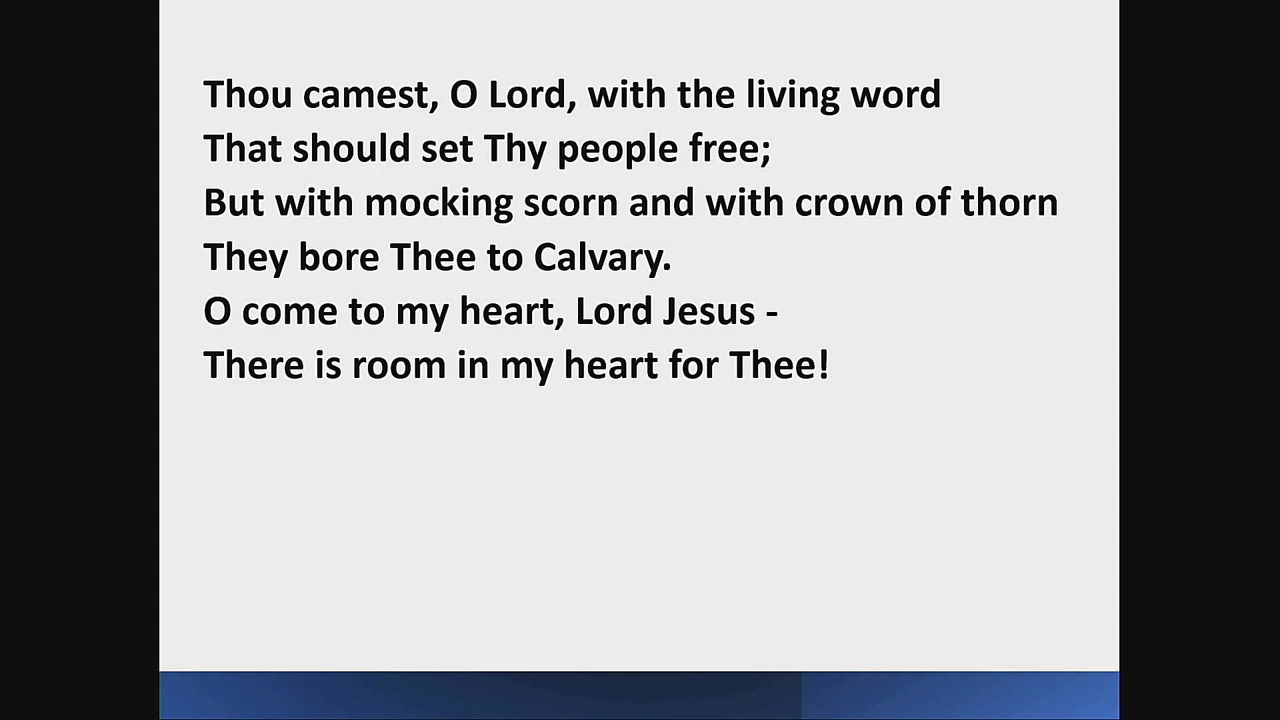 Thou camest, O Lord, with the living word
That should set Thy people free;
But with mocking scorn and with crown of thorn
They bore Thee to Calvary.
O come to my heart, Lord Jesus -
There is room in my heart for Thee!